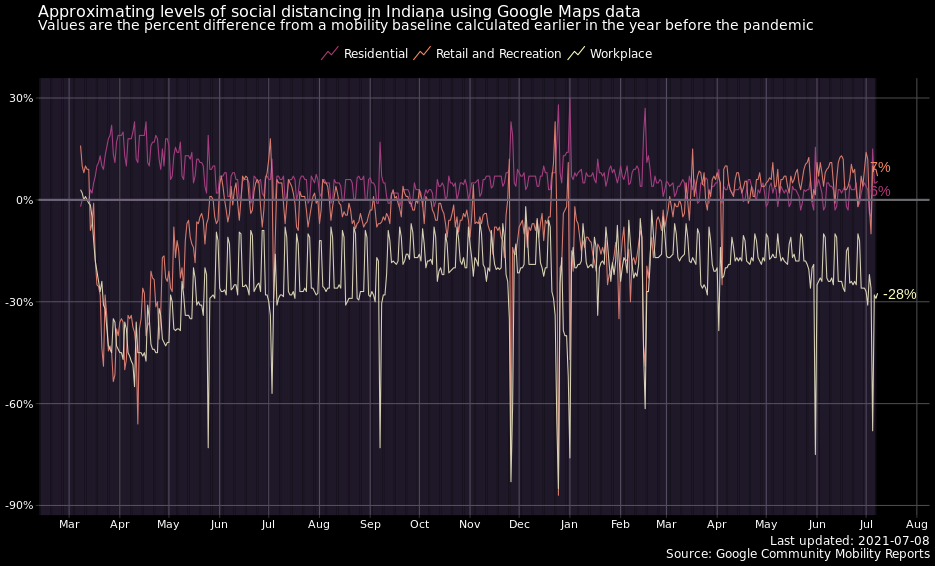 Approximating levels of social distancing in Indiana using Google Maps data
Values are the percent difference from a mobility baseline calculated earlier in the year before the pandemic
Residential Retail and Recreation Workplace
30%
0%
-30%
-60%
-90%
7%
3%
-28%
Mar Apr May Jun Jul Aug Sep Oct Nov Dec Jan Feb Mar Apr May Jun Jul Aug
Last updated: 2021-07-08
Source: Google Community Mobility Reports